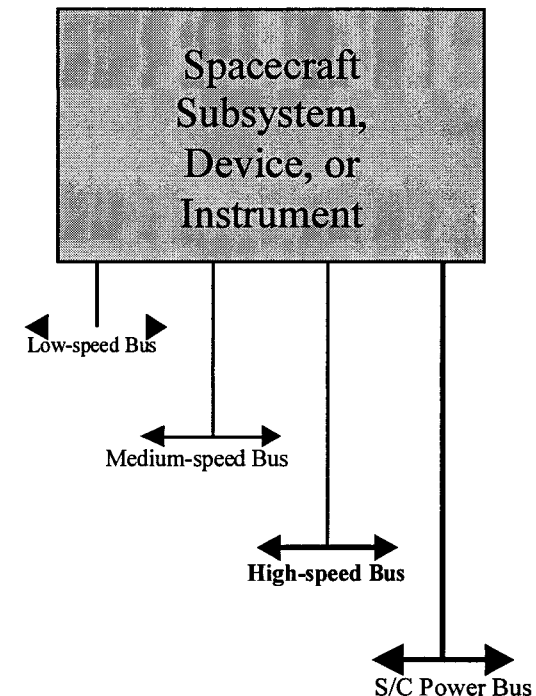 Spacecraft
Subsystem,
Device, or
Instrument
Low-speed Bus
Medium-speed Bus
High-speed Bus
S/C Power Bus